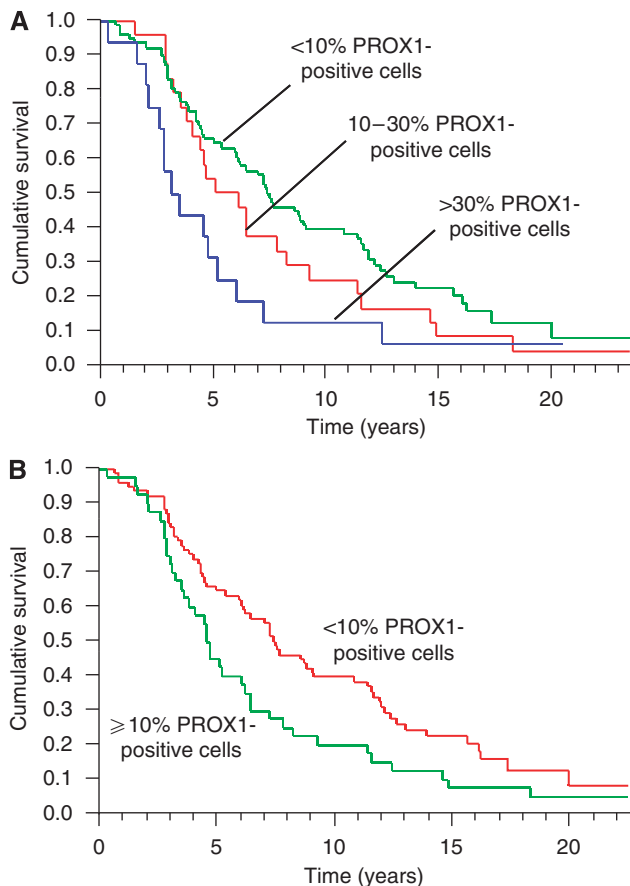 A
1.0
0.9
0.8
0.7
0.6
0.5
0.4
0.3
0.2
0.1
0.0
Cumulative survival
<10% PROX1-
positive cells
10–30% PROX1-
positive cells
>30% PROX1-
positive cells
0 5 10 15 20
Time (years)
B
1.0
0.9
0.8
0.7
0.6
0.5
0.4
0.3
0.2
0.1
0.0
Cumulative survival
<10% PROX1-
positive cells
⩾10% PROX1-
positive cells
0 5 10 15 20
Time (years)